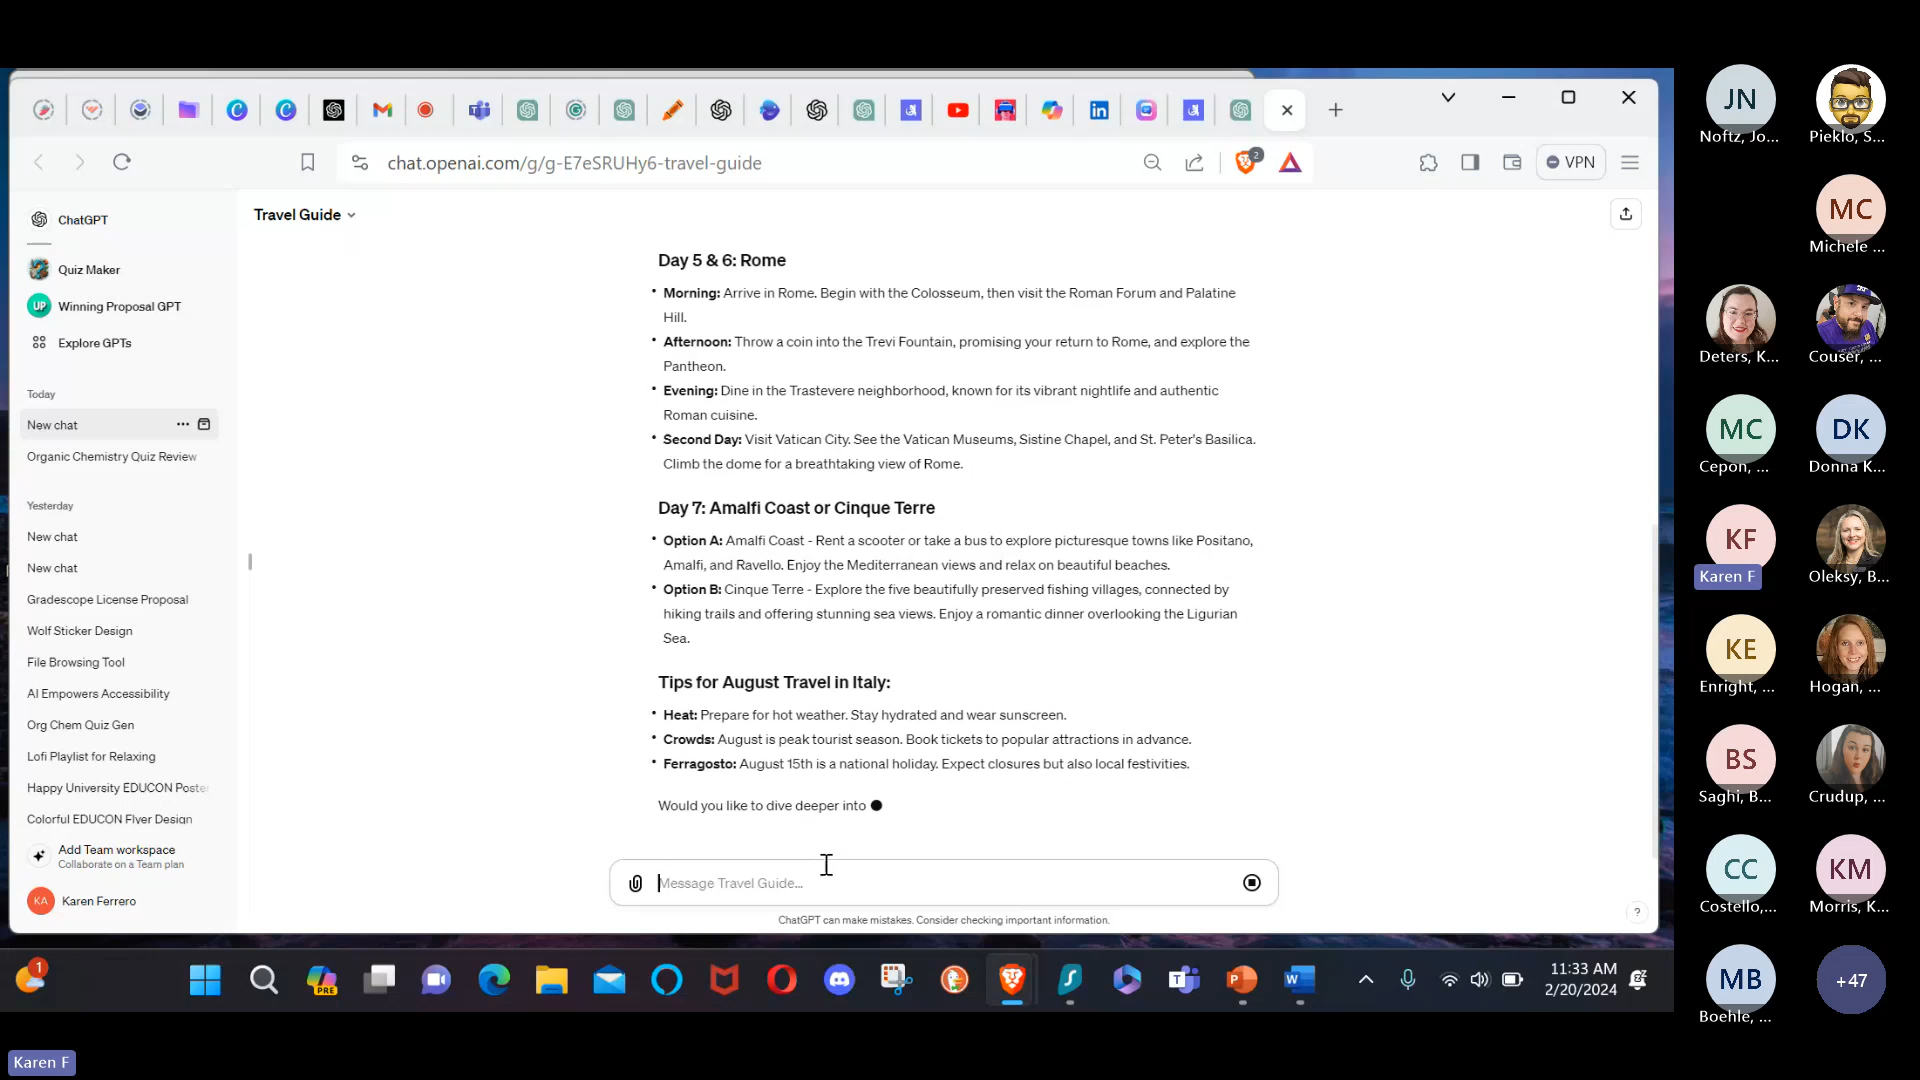 chat.openai.com/g/g-E7eSRUHy6-travel-guide
2
VPN
ChatGPT
Quiz Maker
UP
Winning Proposal GPT
Explore GPTs
Today
New chat
Organic Chemistry Quiz Review
Yesterday
New chat
New chat
Gradescope License Proposal
Wolf Sticker Design
File Browsing Tool
AI Empowers Accessibility
Org Chem Quiz Gen
Lofi Playlist for Relaxing
Happy University EDUCON Poste
Colorful EDUCON Flyer Design
Add Team workspace
Collaborate on a Team plan
KA
Karen Ferrero
Travel Guide
Day 5 & 6: Rome
• Morning: Arrive in Rome. Begin with the Colosseum, then visit the Roman Forum and Palatine
Hill.
• Afternoon: Throw a coin into the Trevi Fountain, promising your return to Rome, and explore the
Pantheon.
• Evening: Dine in the Trastevere neighborhood, known for its vibrant nightlife and authentic
Roman cuisine.
• Second Day: Visit Vatican City. See the Vatican Museums, Sistine Chapel, and St. Peter's Basilica.
Climb the dome for a breathtaking view of Rome.
Day 7: Amalfi Coast or Cinque Terre
• Option A: Amalfi Coast - Rent a scooter or take a bus to explore picturesque towns like Positano,
Amalfi, and Ravello. Enjoy the Mediterranean views and relax on beautiful beaches.
• Option B: Cinque Terre - Explore the five beautifully preserved fishing villages, connected by
hiking trails and offering stunning sea views. Enjoy a romantic dinner overlooking the Ligurian
Sea.
Tips for August Travel in Italy:
• Heat: Prepare for hot weather. Stay hydrated and wear sunscreen.
• Crowds: August is peak tourist season. Book tickets to popular attractions in advance.
• Ferragosto: August 15th is a national holiday. Expect closures but also local festivities.
Would you like to dive deeper into
Message Travel Guide...
ChatGPT can make mistakes. Consider checking important information.
?
1
PRE
11:33 AM
2/20/2024
Karen F
JN
Noftz, Jo...
Pieklo, S...
MC
Michele ...
Deters, K...
Couser, ...
MC
Cepon, ...
DK
Donna K...
KF
Karen F
Oleksy, B...
KE
Enright, ...
Hogan, ...
BS
Saghi, B...
Crudup, ...
CC
Costello,...
KM
Morris, K...
MB
Boehle, ...
+47